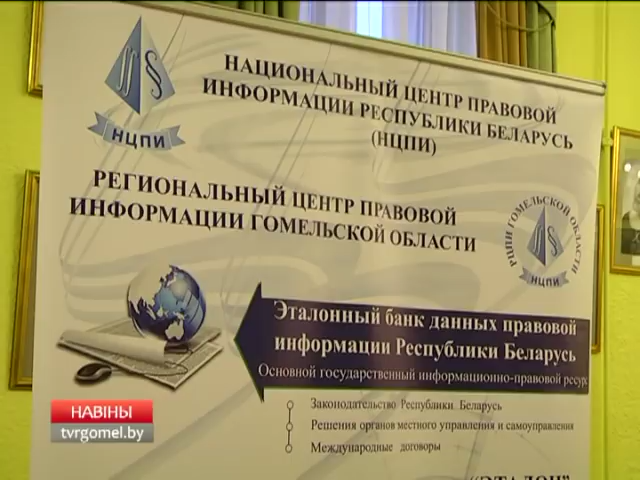 НЦПИ
НАЦИОНАЛЬНЫЙ ЦЕНТР ПРАВОВОЙ
ИНФОРМАЦИИ РЕСПУБЛИКИ БЕЛАРУСЬ
(НЦПИ)
РЕГИОНАЛЬНЫЙ ЦЕНТР ПРАВОВОЙ
ИНФОРМАЦИИ ГОМЕЛЬСКОЙ ОБЛАСТИ
РЦПИ ГОМЕЛЬСКОЙ ОБЛАСТИ
НЦПИ
Эталонный банк данных правовой
информации Республики Беларусь
Основной государственный информационно-правовой ресурс
Законодательство Республики Беларусь
Решения органов местного управления и самоуправления
Международные договоры
"ЭТАЛОН"
НАВІНЫ
tvrgomel.by